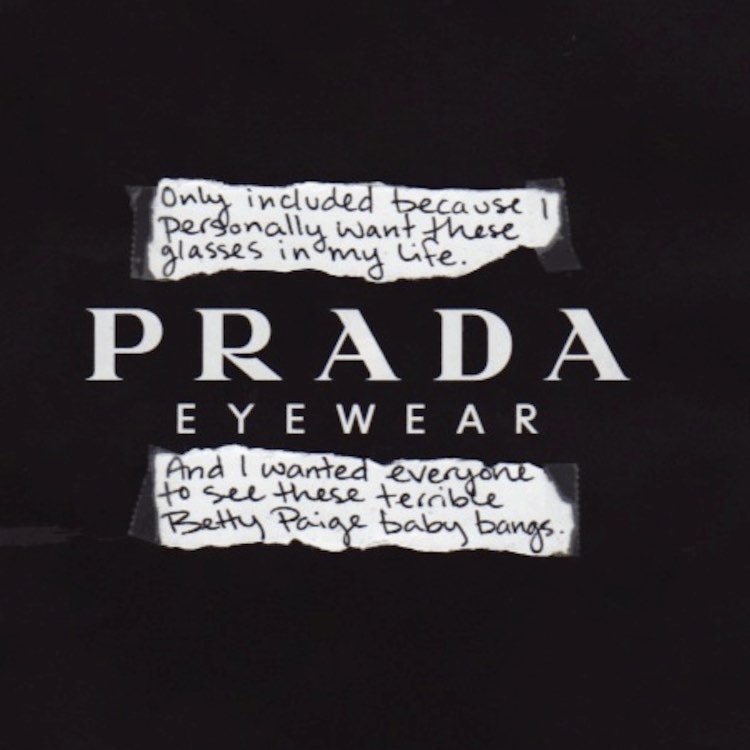 Only included because I
personally want these
glasses in my life.
PRADA
EYEWEAR
And I wanted everyone
to see these terrible
Betty Paige baby bangs.